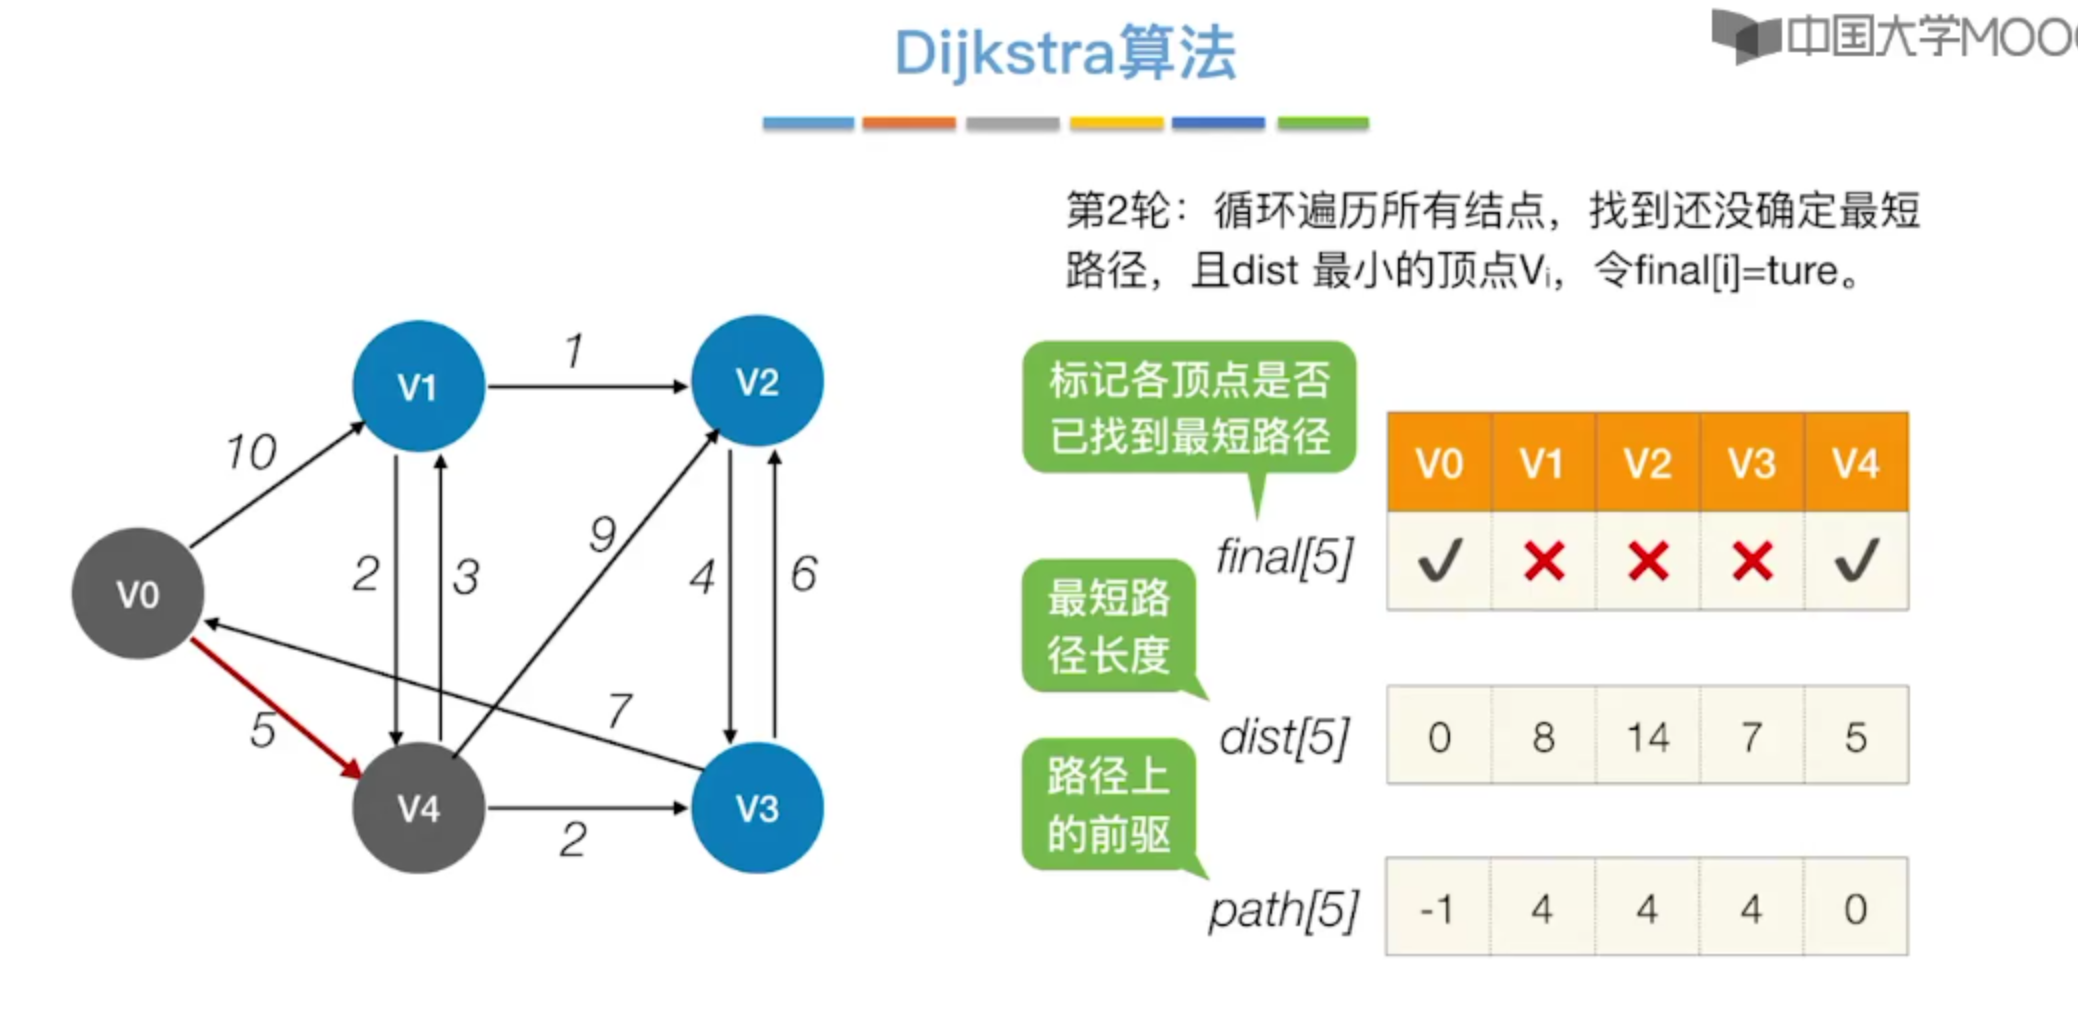 Dijkstra算法
中国大学MOO
第2�：循环遍历所有结点，找到还没确定最短
路径，且dist 最小的顶点Vi，令final[i]=ture。
标记各顶点是否
已找到最短路径
V0 V1 V2 V3 V4
final[5] ✓ ✗ ✗ ✗ ✓
最短路
径长度
dist[5] 0 8 14 7 5
路径上
的前驱
path[5] -1 4 4 4 0
V1
1
V2
10
2
3
9
4
6
V0
5
7
V4
2
V3